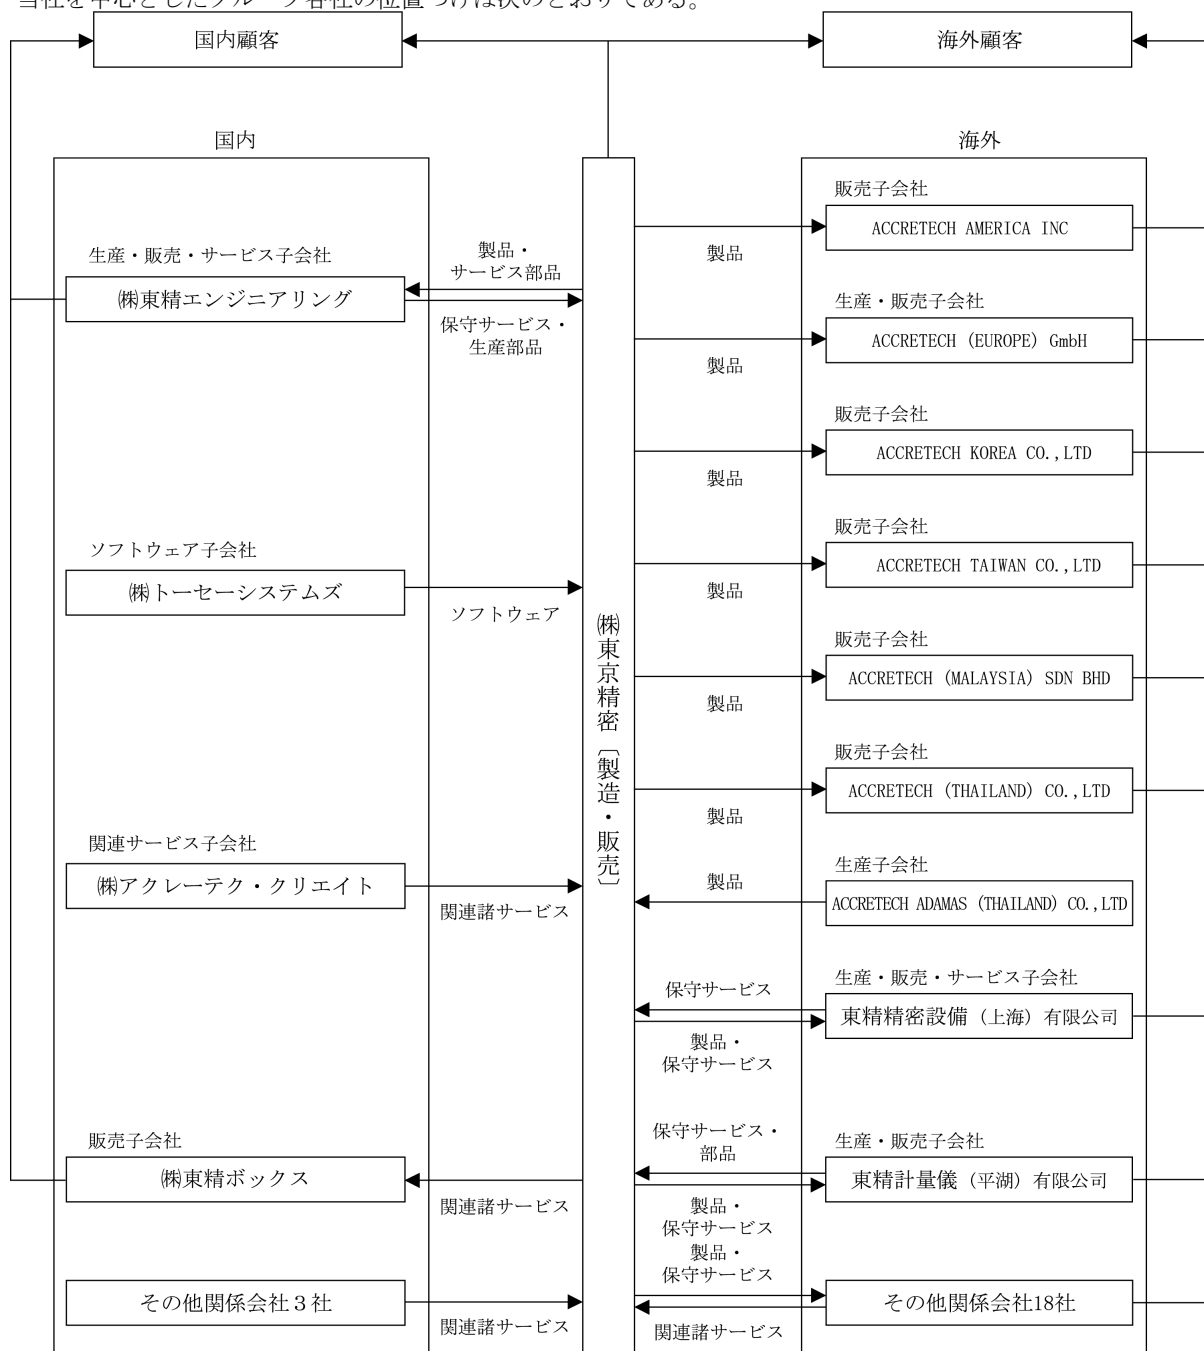 当社を中心としたグループ各社の位置づけは次のとおりである。
国内顧客
海外顧客
国内
海外
生産・販売・サービス子会社
㈱東精エンジニアリング
製品・
サービス部品
保守サービス・
生産部品
ソフトウェア子会社
㈱トーセーシステムズ
ソフトウェア
関連サービス子会社
㈱アクレーテク・クリエイト
関連諸サービス
販売子会社
㈱東精ボックス
関連諸サービス
その他関係会社３社
関連諸サービス
㈱東京精密〔製造・販売〕
販売子会社
ACCRETECH AMERICA INC
製品
生産・販売子会社
ACCRETECH (EUROPE) GmbH
製品
販売子会社
ACCRETECH KOREA CO.,LTD
製品
販売子会社
ACCRETECH TAIWAN CO.,LTD
製品
販売子会社
ACCRETECH (MALAYSIA) SDN BHD
製品
販売子会社
ACCRETECH (THAILAND) CO.,LTD
製品
生産子会社
製品
ACCRETECH ADAMAS (THAILAND) CO.,LTD
生産・販売・サービス子会社
保守サービス
東精精密設備（上海）有限公司
製品・
保守サービス
保守サービス・
部品
生産・販売子会社
東精計量儀（平湖）有限公司
製品・
保守サービス
製品・
保守サービス
その他関係会社18社
関連諸サービス